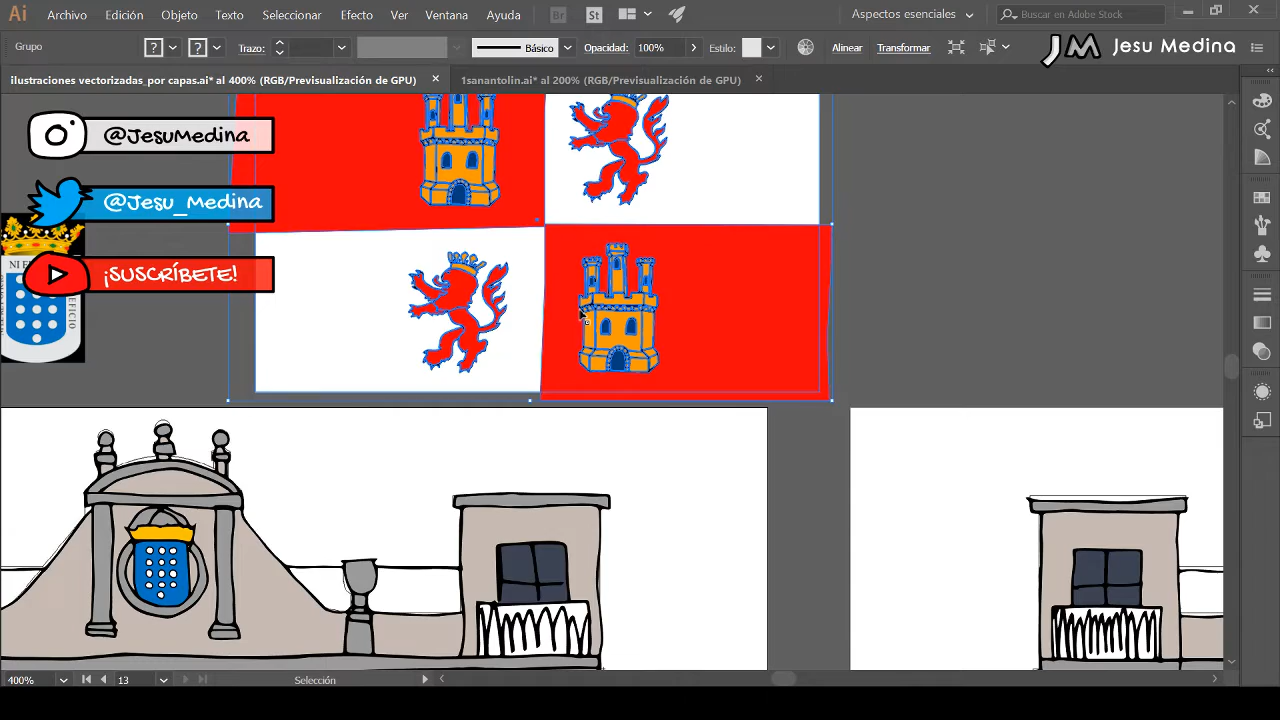 Ai Archivo Edición Objeto Texto Seleccionar Efecto Ver Ventana Ayuda Br St Aspectos esenciales Buscar en Adobe Stock
Grupo ? ? Trazo: Básico Opacidad: 100% Estilo: Alinear Transformar JM Jesu Medina
ilustraciones vectorizadas_por capas.ai* al 400% (RGB/Previsualización de GPU) × 1sanantolin.ai* al 200% (RGB/Previsualización de GPU) ×
@JesuMedina
@Jesu_Medina
¡SUSCRÍBETE!
400% 13 Selección